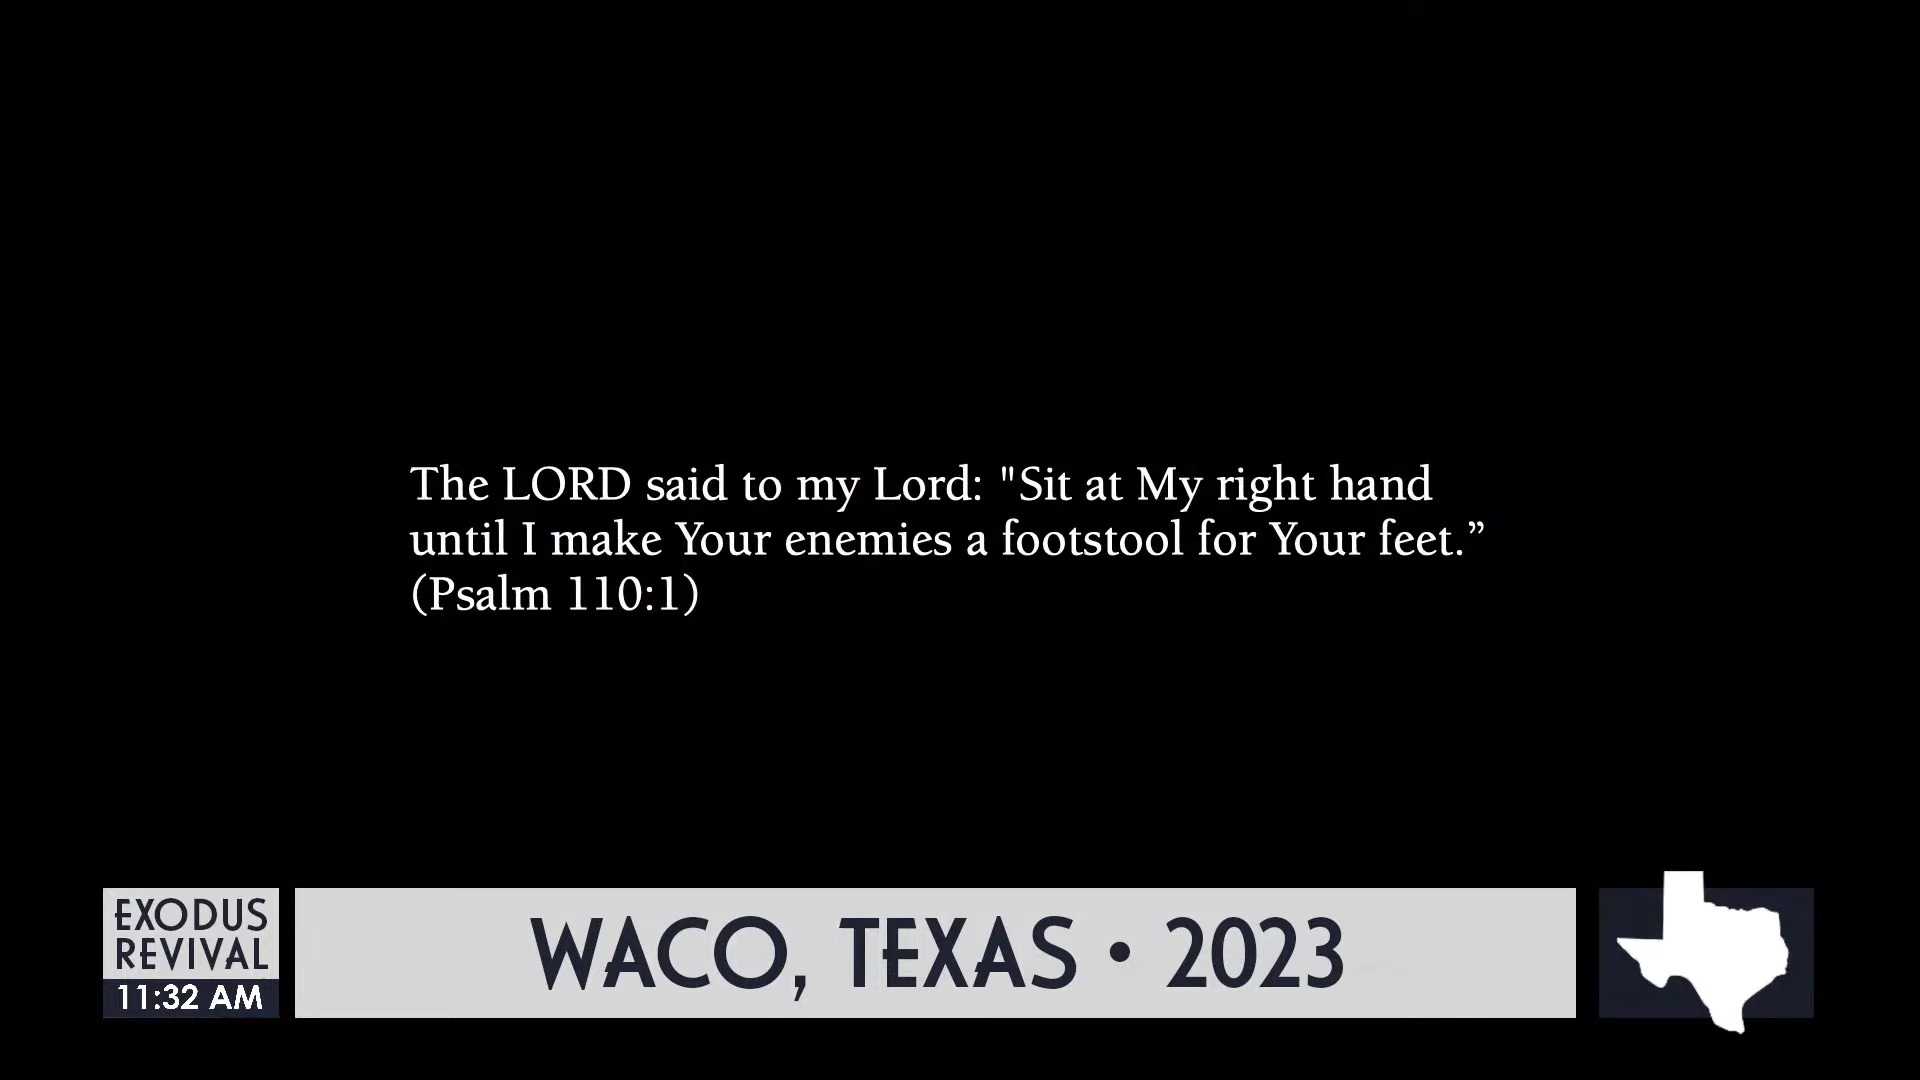 The LORD said to my Lord: "Sit at My right hand
until I make Your enemies a footstool for Your feet.”
(Psalm 110:1)
EXODUS
REVIVAL
11:32 AM
WACO, TEXAS • 2023